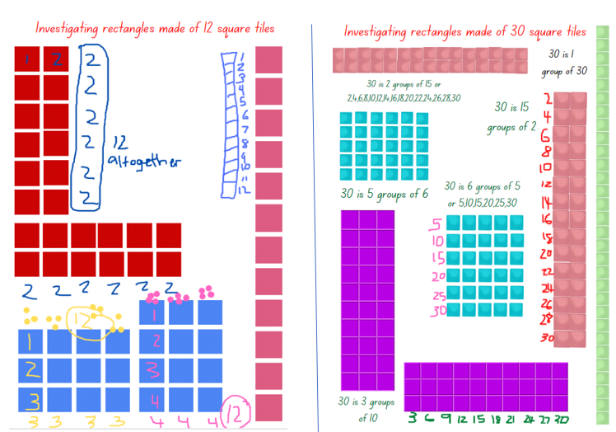 Investigating rectangles made of 12 square tiles
1 2 2
2
2
2
2
2
12
altogether
1
2
3
4
5
6
7
8
9
10
11
12
2 2 2 2 2 2
12
1
2
3
3 3 3 3
1
2
3
4
4 4 4
12
Investigating rectangles made of 30 square tiles
30 is 1
group of 30
30 is 2 groups of 15 or
2,4,6,8,10,12,14,16,18,20,22,24,26,28,30
30 is 15
groups of 2
2
4
6
8
10
12
14
16
18
20
22
24
26
28
30
30 is 5 groups of 6
30 is 6 groups of 5
or 5,10,15,20,25,30
5
10
15
20
25
30
30 is 3 groups
of 10
3 6 9 12 15 18 21 24 27 30